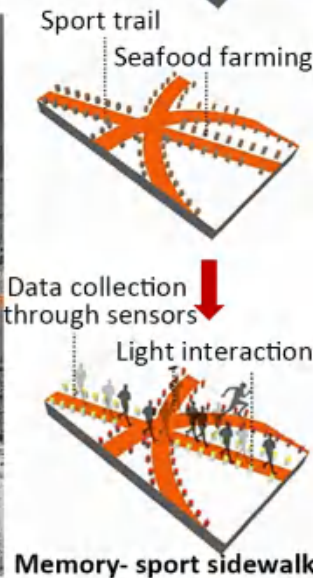 Sport trail
Seafood farming
Data collection
through sensors
Light interaction
Memory- sport sidewalk